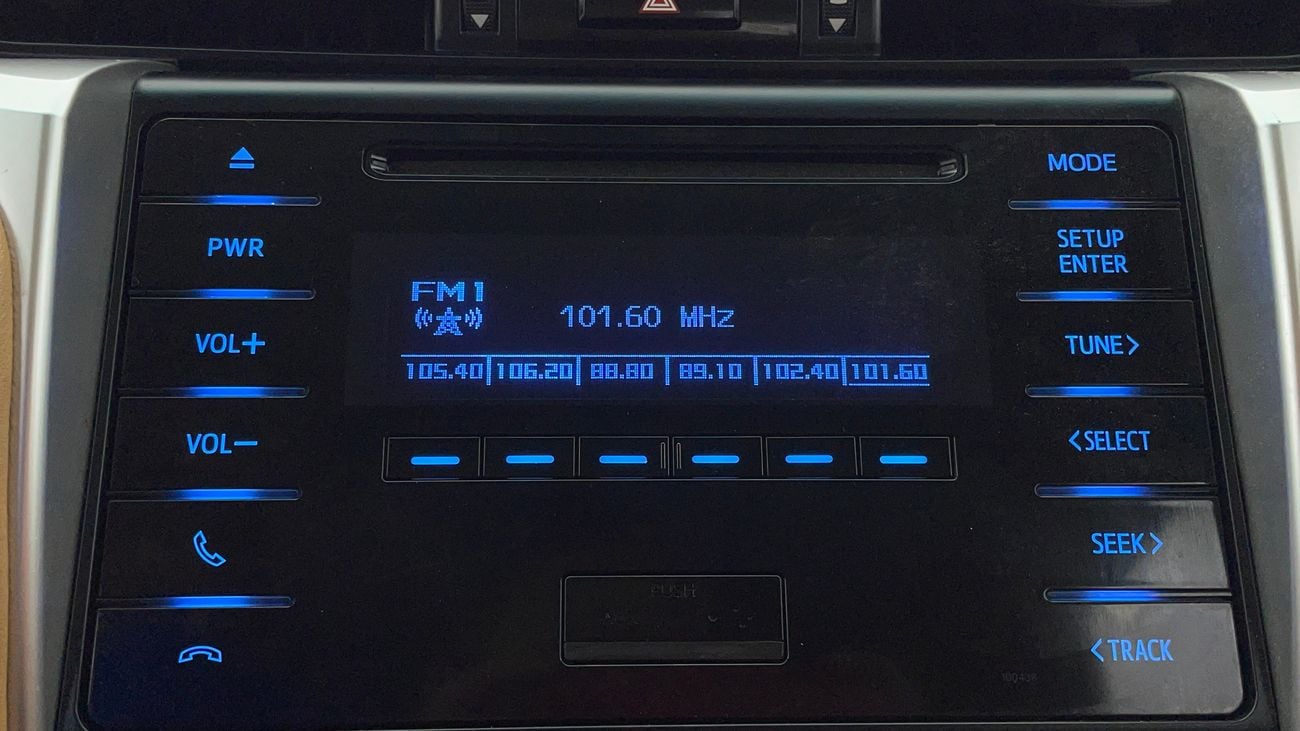 MODE
PWR
SETUP
ENTER
FM1
101.60 MHz
VOL+
TUNE>
105.40 106.20 88.80 89.10 102.40 101.60
VOL-
<SELECT
SEEK>
PUSH
<TRACK